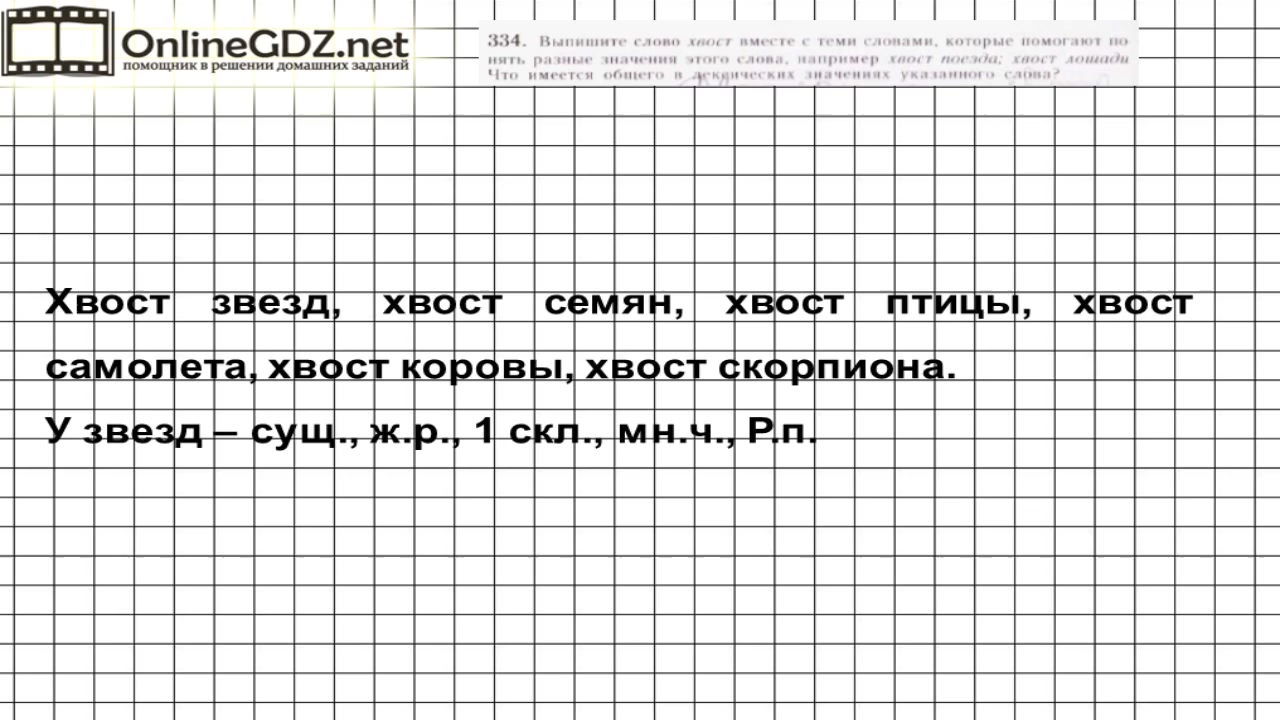 OnlineGDZ.net
помощник в решении домашних заданий
334. Выпишите слово хвост вместе с теми словами, которые помогают по-
нять разные значения этого слова, например хвост поезда; хвост лошади
Что имеется общего в лексических значениях указанного слова?
Хвост звезд, хвост семян, хвост птицы, хвост
самолета, хвост коровы, хвост скорпиона.
У звезд – сущ., ж.р., 1 скл., мн.ч., Р.п.